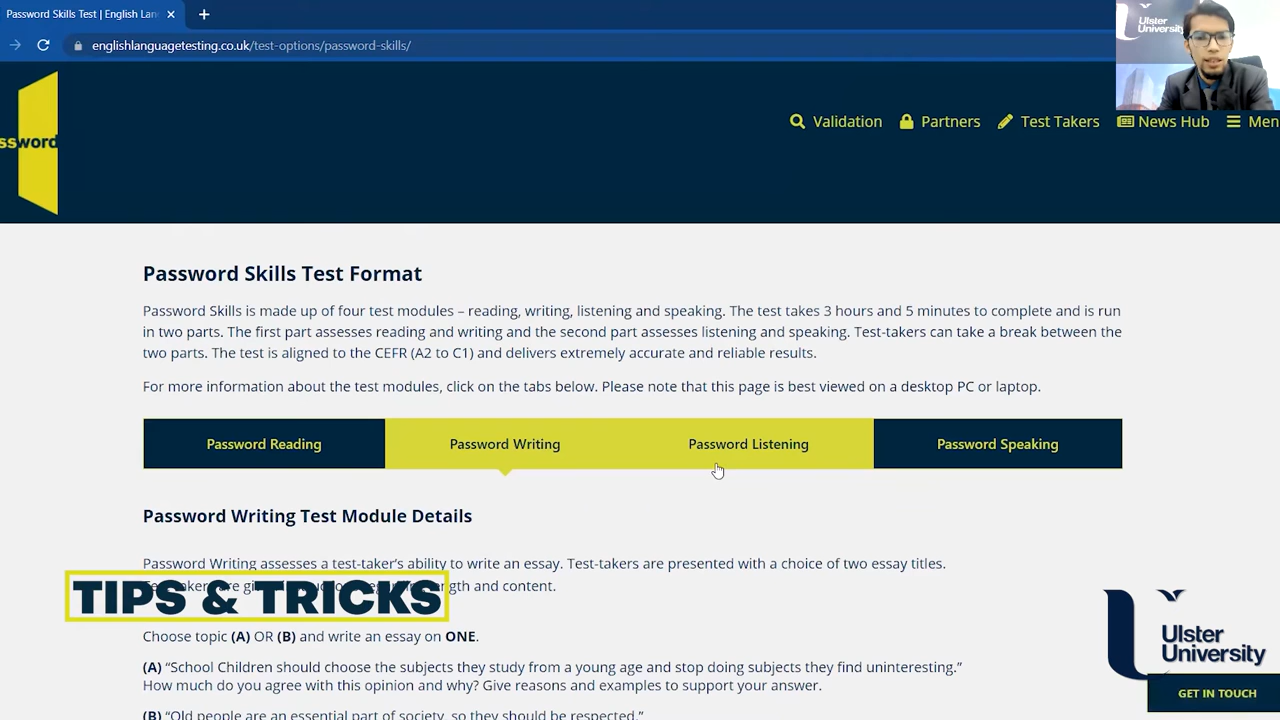 Password Skills Test | English Lan
englishlanguagetesting.co.uk/test-options/password-skills/
Ulster
University
ssword
Validation
Partners
Test Takers
News Hub
Men
Password Skills Test Format
Password Skills is made up of four test modules – reading, writing, listening and speaking. The test takes 3 hours and 5 minutes to complete and is run
in two parts. The first part assesses reading and writing and the second part assesses listening and speaking. Test-takers can take a break between the
two parts. The test is aligned to the CEFR (A2 to C1) and delivers extremely accurate and reliable results.
For more information about the test modules, click on the tabs below. Please note that this page is best viewed on a desktop PC or laptop.
Password Reading
Password Writing
Password Listening
Password Speaking
Password Writing Test Module Details
Password Writing assesses a test-taker's ability to write an essay. Test-takers are presented with a choice of two essay titles.
and content.
TIPS & TRICKS
Choose topic (A) OR (B) and write an essay on ONE.
(A) “School Children should choose the subjects they study from a young age and stop doing subjects they find uninteresting.”
How much do you agree with this opinion and why? Give reasons and examples to support your answer.
(B) “Old people are an essential part of society, so they should be respected.”
Ulster
University
GET IN TOUCH